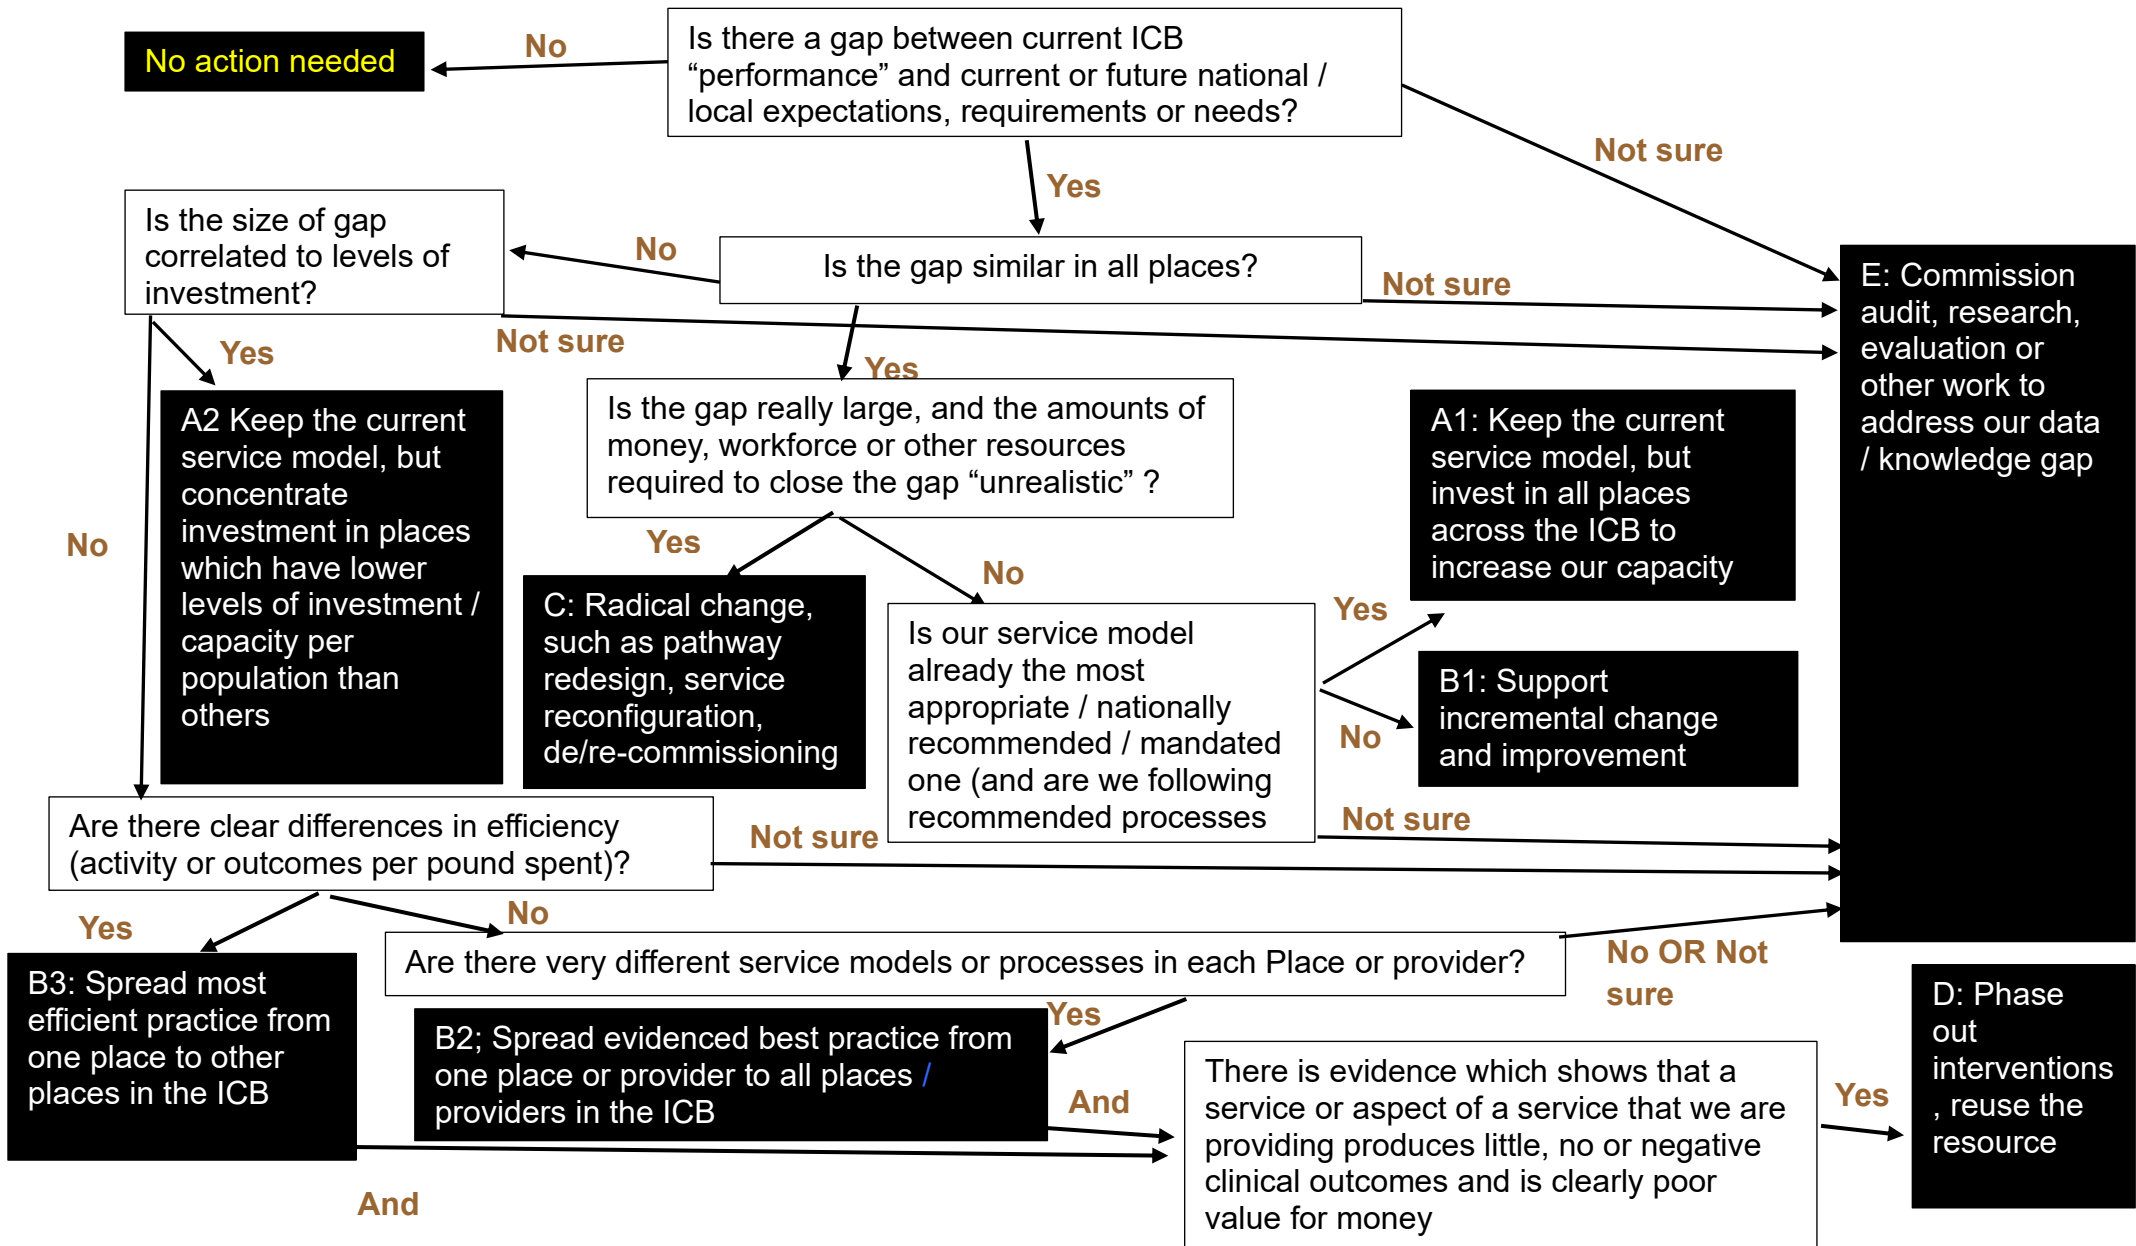 No action needed
No
Is there a gap between current ICB
“performance” and current or future national /
local expectations, requirements or needs?
Not sure
Yes
Is the size of gap
correlated to levels of
investment?
No
Is the gap similar in all places?
Not sure
E: Commission
audit, research,
evaluation or
other work to
address our data
/ knowledge gap
Yes
Not sure
Yes
No
A2 Keep the current
service model, but
concentrate
investment in places
which have lower
levels of investment /
capacity per
population than
others
Is the gap really large, and the amounts of
money, workforce or other resources
required to close the gap “unrealistic” ?
A1: Keep the current
service model, but
invest in all places
across the ICB to
increase our capacity
Yes
No
C: Radical change,
such as pathway
redesign, service
reconfiguration,
de/re-commissioning
Is our service model
already the most
appropriate / nationally
recommended / mandated
one (and are we following
recommended processes
Yes
No
B1: Support
incremental change
and improvement
Not sure
Are there clear differences in efficiency
(activity or outcomes per pound spent)?
Not sure
Yes
No
B3: Spread most
efficient practice from
one place to other
places in the ICB
Are there very different service models or processes in each Place or provider?
No OR Not
sure
Yes
B2; Spread evidenced best practice from
one place or provider to all places /
providers in the ICB
And
And
There is evidence which shows that a
service or aspect of a service that we are
providing produces little, no or negative
clinical outcomes and is clearly poor
value for money
Yes
D: Phase
out
interventions
, reuse the
resource